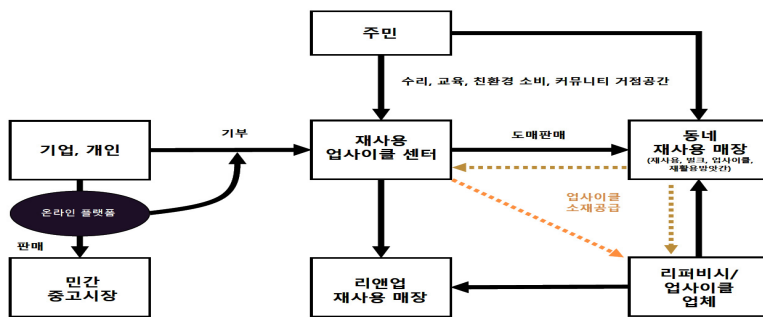 주민
수리, 교육, 친환경 소비, 커뮤니티 거점공간
기업, 개인
기부
재사용
업사이클 센터
도매판매
동네
재사용 매장
(재사용, 벌크, 업사이클,
재활용방앗간)
온라인 플랫폼
업사이클
소재공급
판매
민간
중고시장
리앤업
재사용 매장
리퍼비시/
업사이클
업체